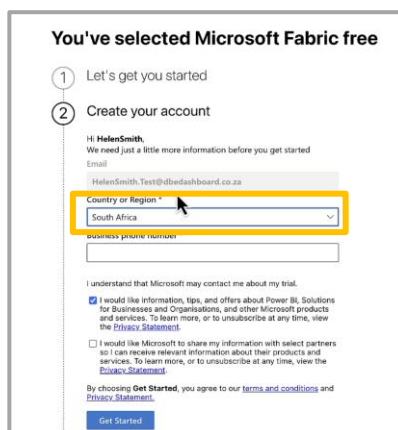 You've selected Microsoft Fabric free
1 Let's get you started
2 Create your account
Hi HelenSmith,
We need just a little more information before you get started
Email
HelenSmith.Test@dbedashboard.co.za
Country or Region *
South Africa
Business phone number
I understand that Microsoft may contact me about my trial.
I would like information, tips, and offers about Power BI, Solutions
for Businesses and Organisations, and other Microsoft products
and services. To learn more, or to unsubscribe at any time, view
the Privacy Statement.
I would like Microsoft to share my information with select partners
so I can receive relevant information about their products and
services. To learn more, or to unsubscribe at any time, view the
Privacy Statement.
By choosing Get Started, you agree to our terms and conditions and
Privacy Statement.
Get Started